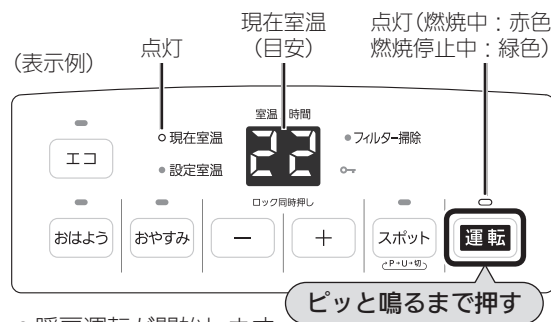 現在室温
(目安)
点灯(燃焼中：赤色
燃焼停止中：緑色)
(表示例)
点灯
室温 時間
現在室温
22
フィルター掃除
エコ
設定室温
ロック同時押し
おはよう
おやすみ
－
＋
スポット
運転
P→U→切
ピッと鳴るまで押す